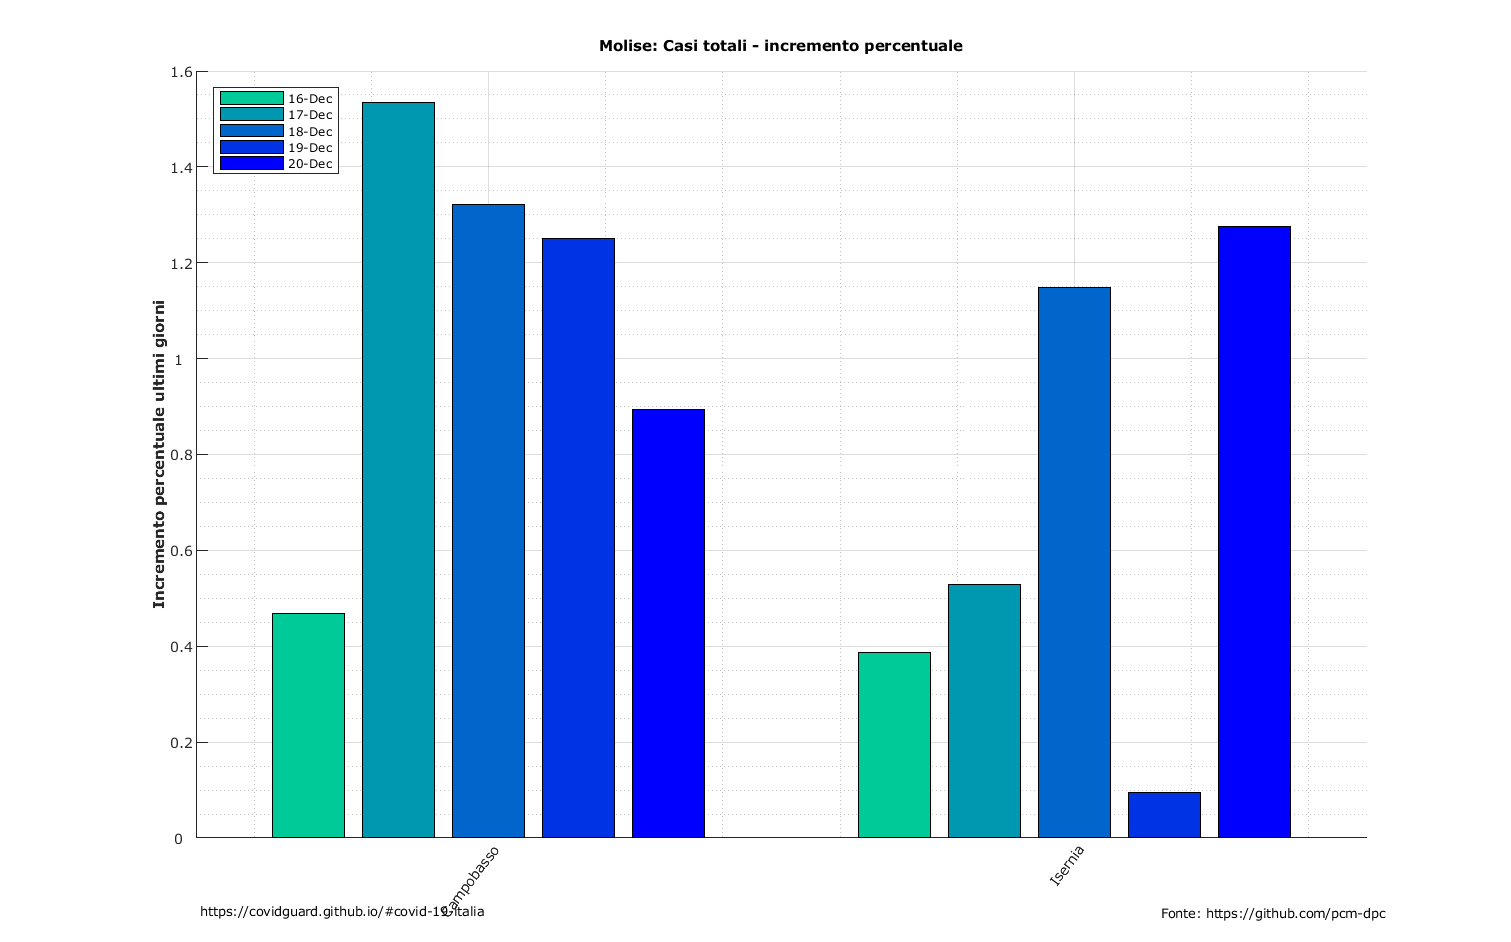 Molise: Casi totali - incremento percentuale
Incremento percentuale ultimi giorni
1.6
1.4
1.2
1
0.8
0.6
0.4
0.2
0
16-Dec
17-Dec
18-Dec
19-Dec
20-Dec
Campobasso
Isernia
https://covidguard.github.io/#covid-19-italia
Fonte: https://github.com/pcm-dpc